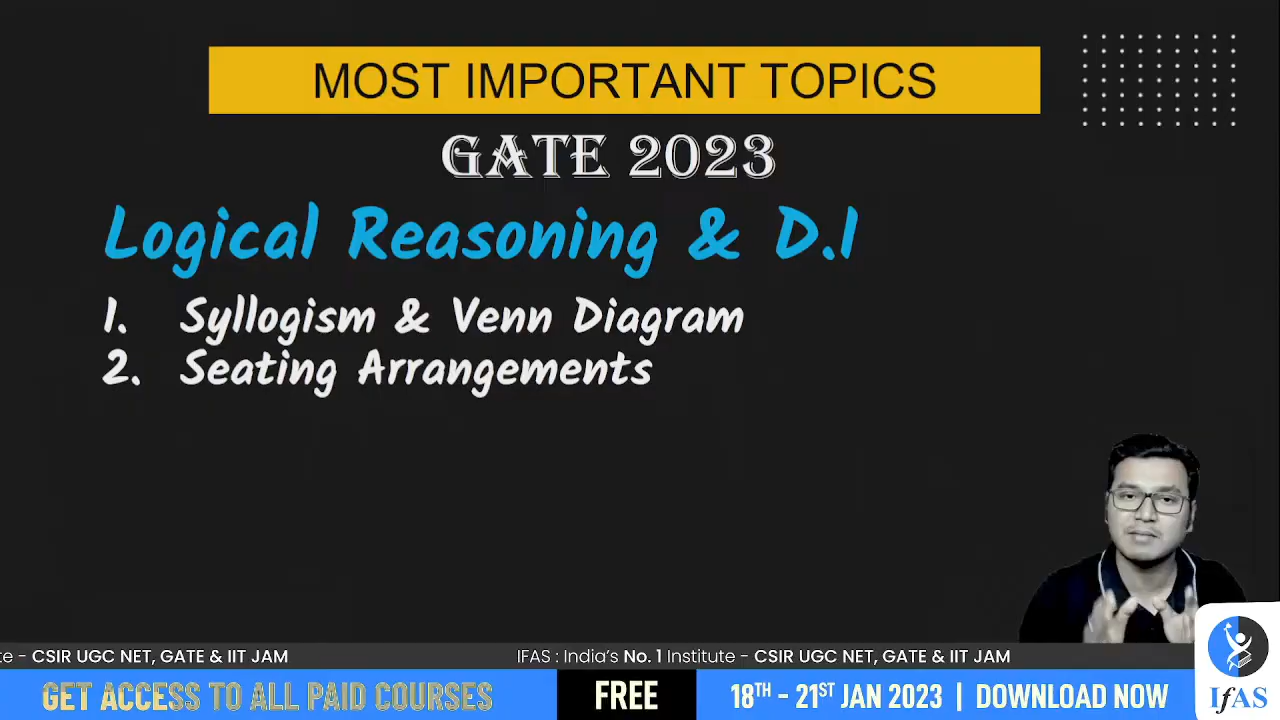 MOST IMPORTANT TOPICS
GATE 2023
Logical Reasoning & D.I
1. Syllogism & Venn Diagram
2. Seating Arrangements
te - CSIR UGC NET, GATE & IIT JAM
IFAS : India's No. 1 Institute - CSIR UGC NET, GATE & IIT JAM
GET ACCESS TO ALL PAID COURSES
FREE
18TH - 21ST JAN 2023 | DOWNLOAD NOW
IfAS